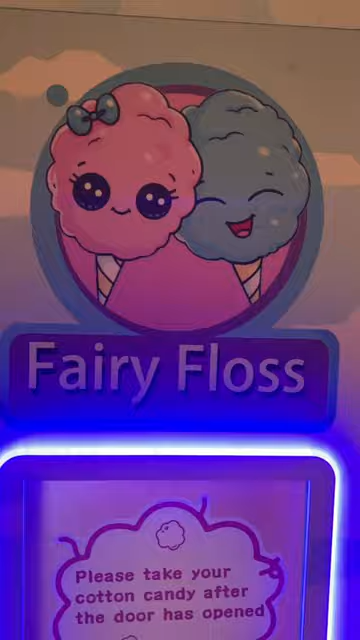 Fairy Floss
Please take your
cotton candy after
the door has opened